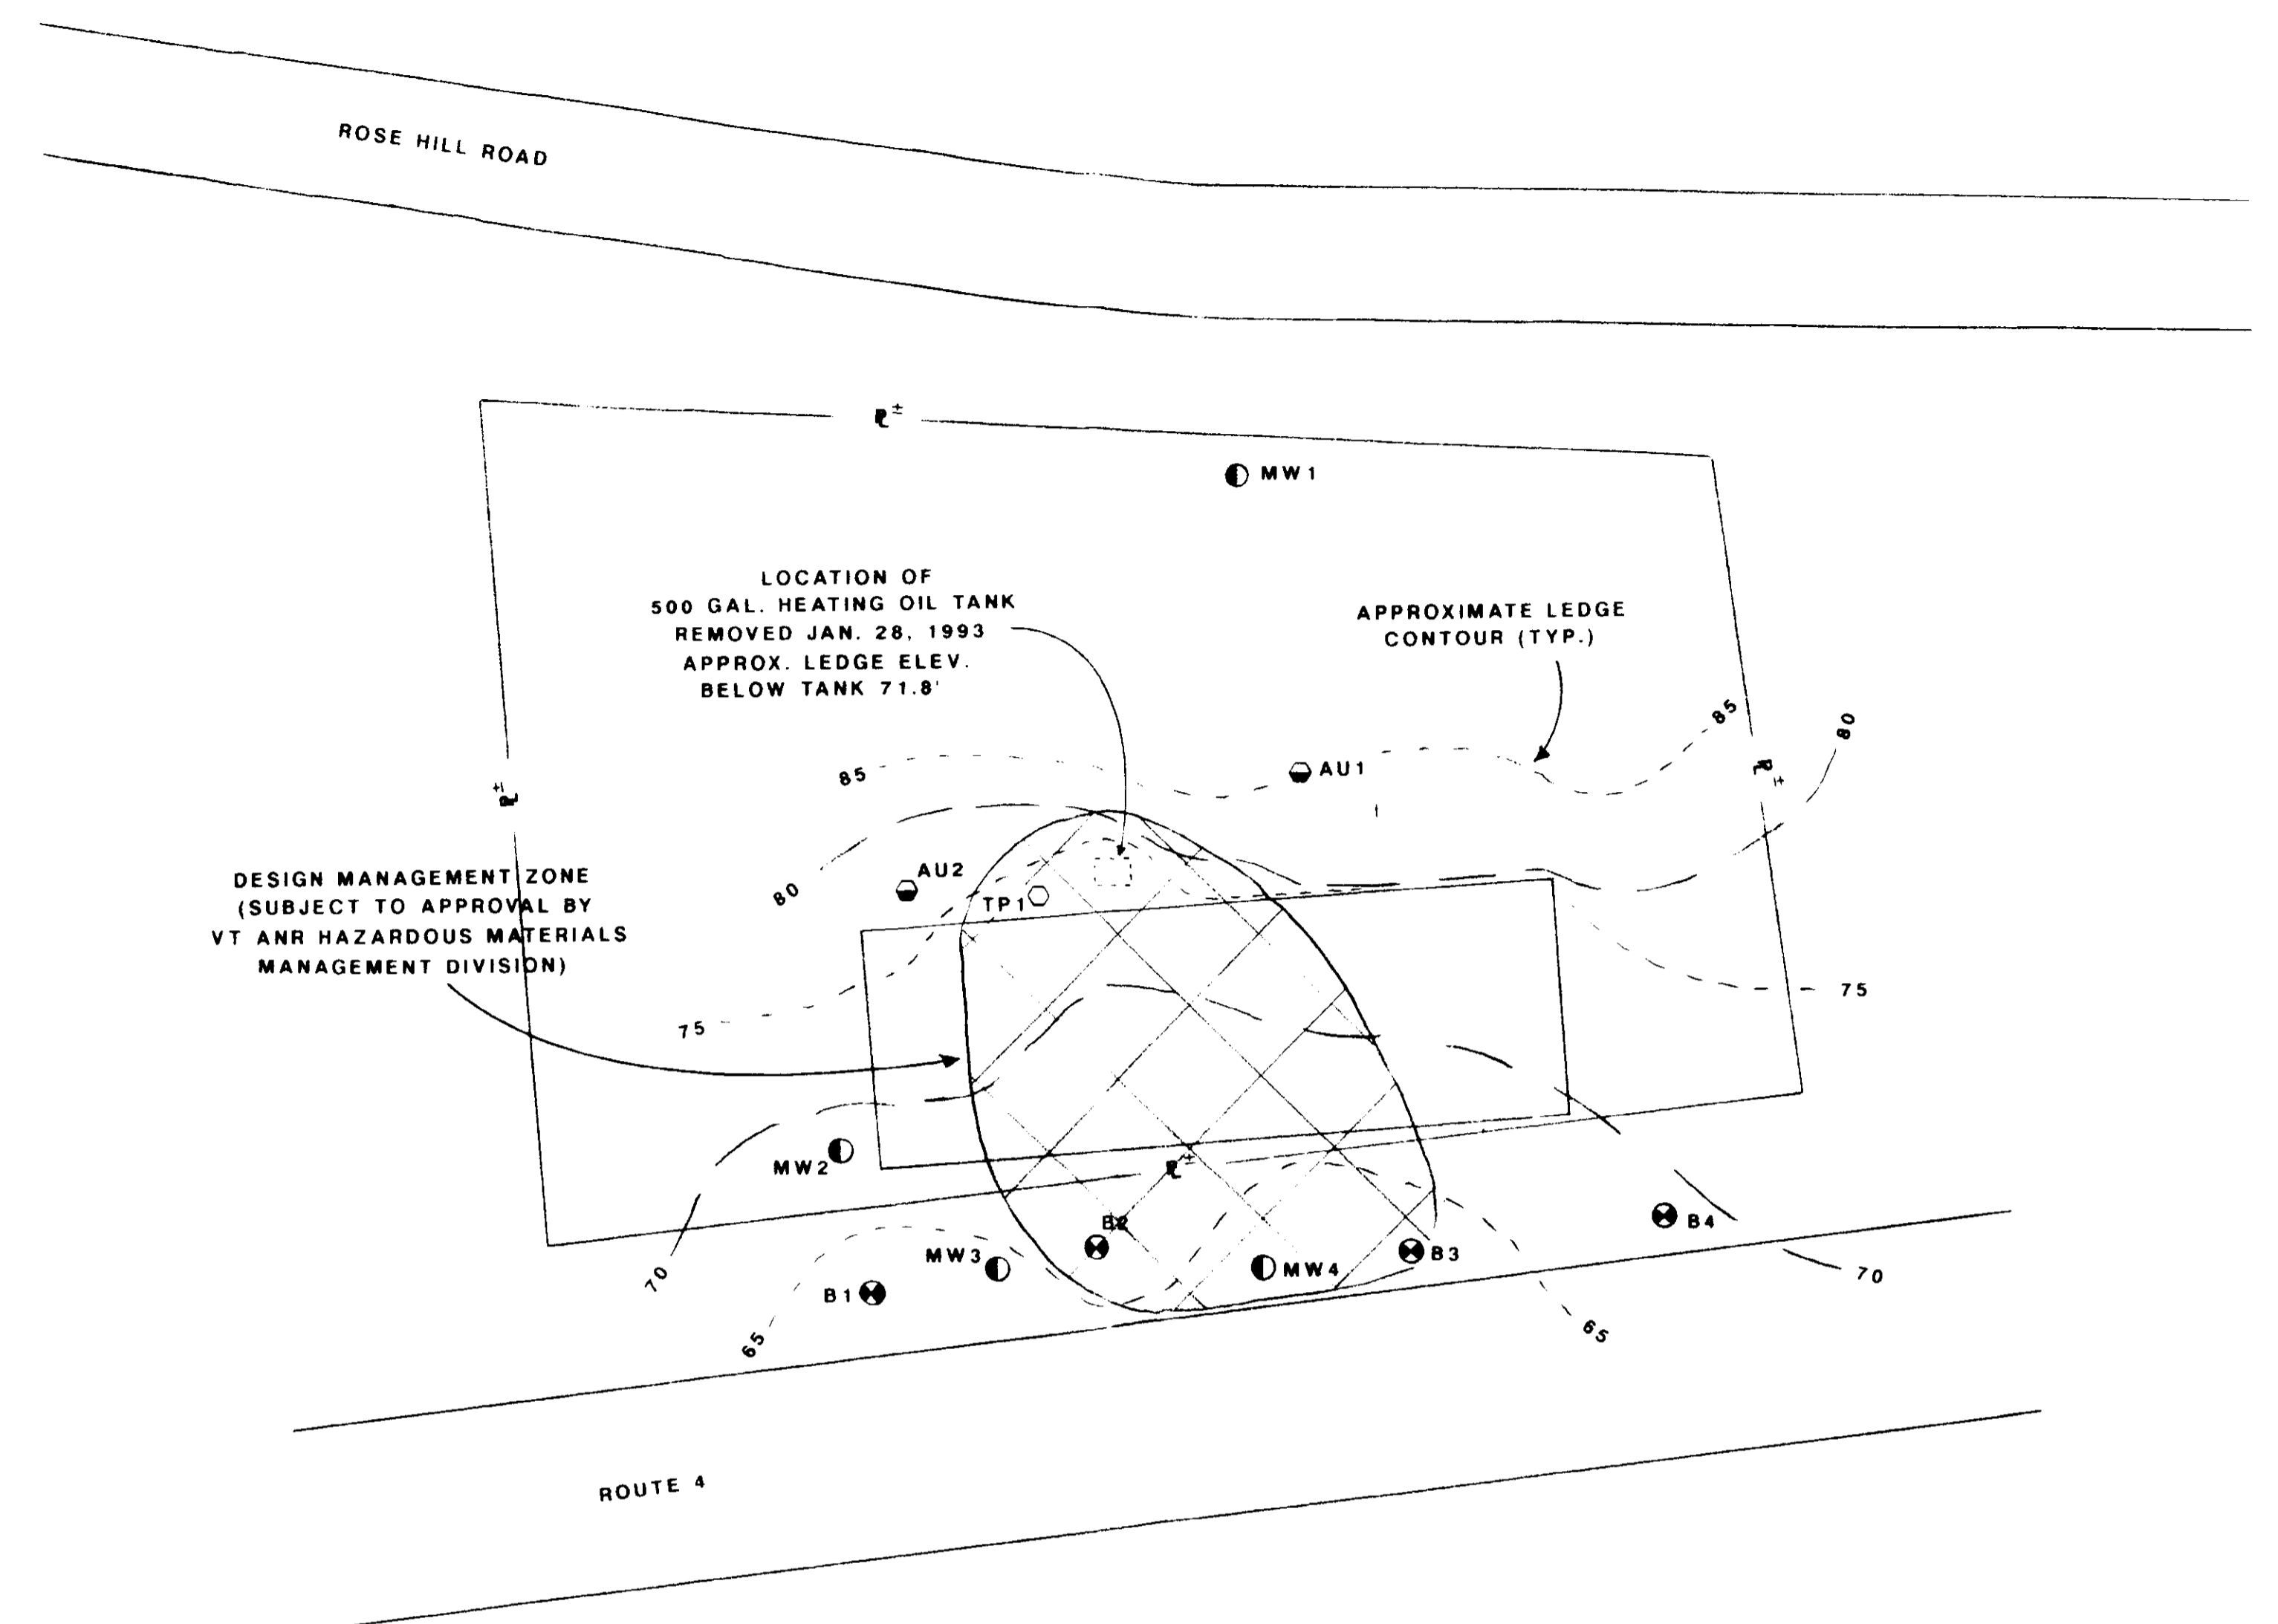 ROSE HILL ROAD
℄ ±
MW1
LOCATION OF
500 GAL. HEATING OIL TANK
REMOVED JAN. 28, 1993
APPROX. LEDGE ELEV.
BELOW TANK 71.8'
APPROXIMATE LEDGE
CONTOUR (TYP.)
85
80
85
AU1
℄ ±
℄ ±
DESIGN MANAGEMENT ZONE
(SUBJECT TO APPROVAL BY
VT ANR HAZARDOUS MATERIALS
MANAGEMENT DIVISION)
80
AU2
TP1
75
75
MW2
℄ ±
70
B2
MW3
B1
MW4
B3
B4
70
65
65
ROUTE 4